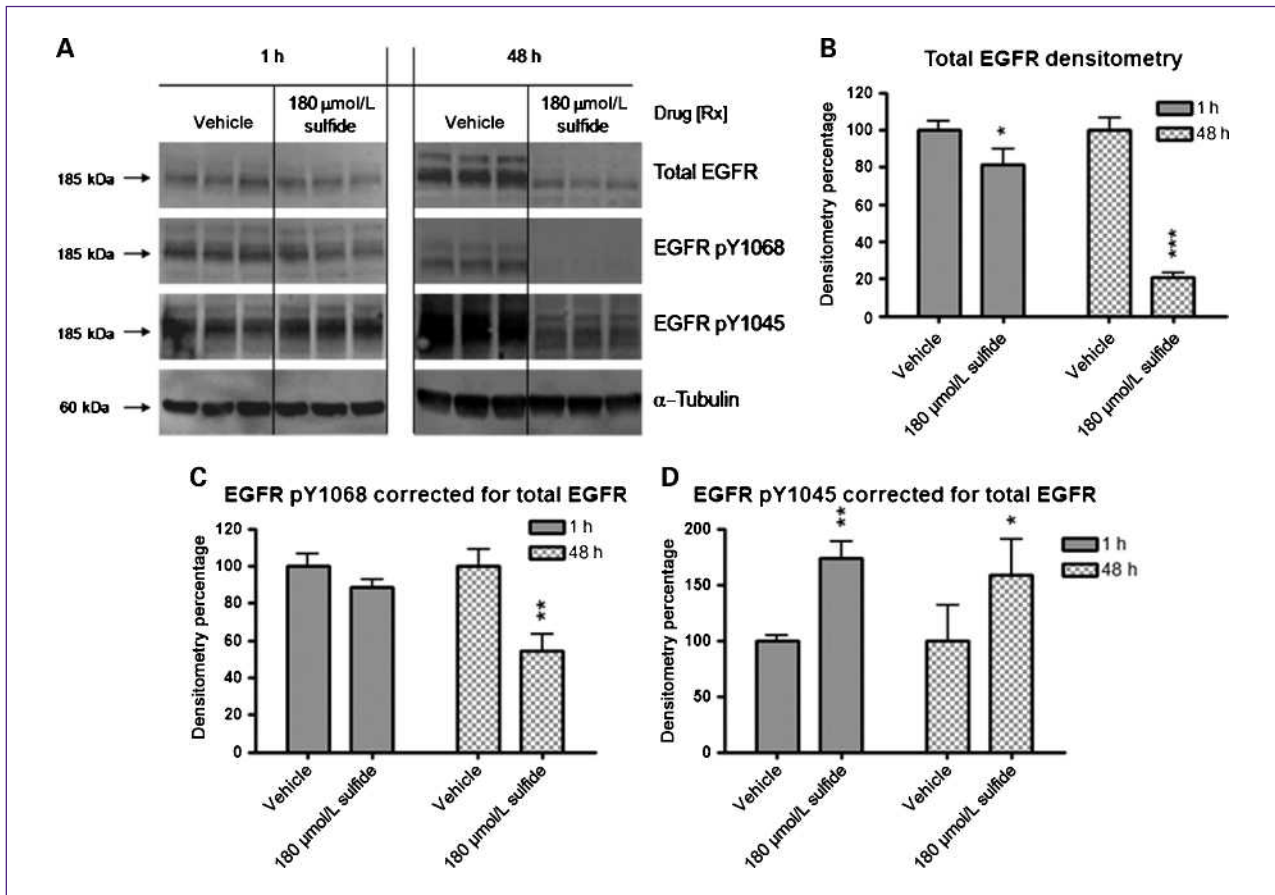 A
1 h
48 h
Vehicle
180 µmol/L
sulfide
Vehicle
180 µmol/L
sulfide
Drug [Rx]
185 kDa
Total EGFR
185 kDa
EGFR pY1068
185 kDa
EGFR pY1045
60 kDa
α-Tubulin
B
Total EGFR densitometry
Densitometry percentage
120
100
80
60
40
20
0
*
***
1 h
48 h
Vehicle
180 µmol/L sulfide
Vehicle
180 µmol/L sulfide
C
EGFR pY1068 corrected for total EGFR
Densitometry percentage
120
100
80
60
40
20
0
**
1 h
48 h
Vehicle
180 µmol/L sulfide
Vehicle
180 µmol/L sulfide
D
EGFR pY1045 corrected for total EGFR
Densitometry percentage
200
150
100
50
0
**
*
1 h
48 h
Vehicle
180 µmol/L sulfide
Vehicle
180 µmol/L sulfide